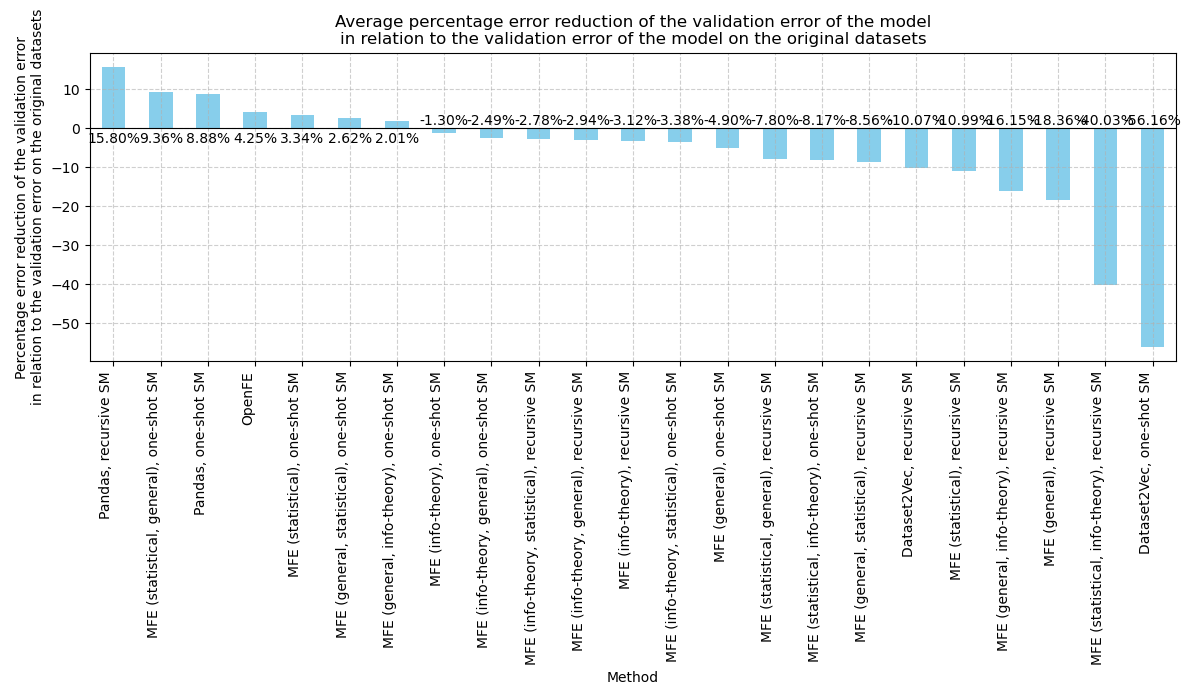 Average percentage error reduction of the validation error of the model
in relation to the validation error of the model on the original datasets
Percentage error reduction of the validation error
in relation to the validation error on the original datasets
10
0
−10
−20
−30
−40
−50
15.80%
9.36%
8.88%
4.25%
3.34%
2.62%
2.01%
-1.30%
-2.49%
-2.78%
-2.94%
-3.12%
-3.38%
-4.90%
-7.80%
-8.17%
-8.56%
-10.07%
-10.99%
-16.15%
-18.36%
-40.03%
-56.16%
Pandas, recursive SM
MFE (statistical, general), one-shot SM
Pandas, one-shot SM
OpenFE
MFE (statistical), one-shot SM
MFE (general, statistical), one-shot SM
MFE (general, info-theory), one-shot SM
MFE (info-theory), one-shot SM
MFE (info-theory, general), one-shot SM
MFE (info-theory, statistical), recursive SM
MFE (info-theory, general), recursive SM
MFE (info-theory), recursive SM
MFE (info-theory, statistical), one-shot SM
MFE (general), one-shot SM
MFE (statistical, general), recursive SM
MFE (statistical, info-theory), one-shot SM
MFE (general, statistical), recursive SM
Dataset2Vec, recursive SM
MFE (statistical), recursive SM
MFE (general, info-theory), recursive SM
MFE (general), recursive SM
MFE (statistical, info-theory), recursive SM
Dataset2Vec, one-shot SM
Method